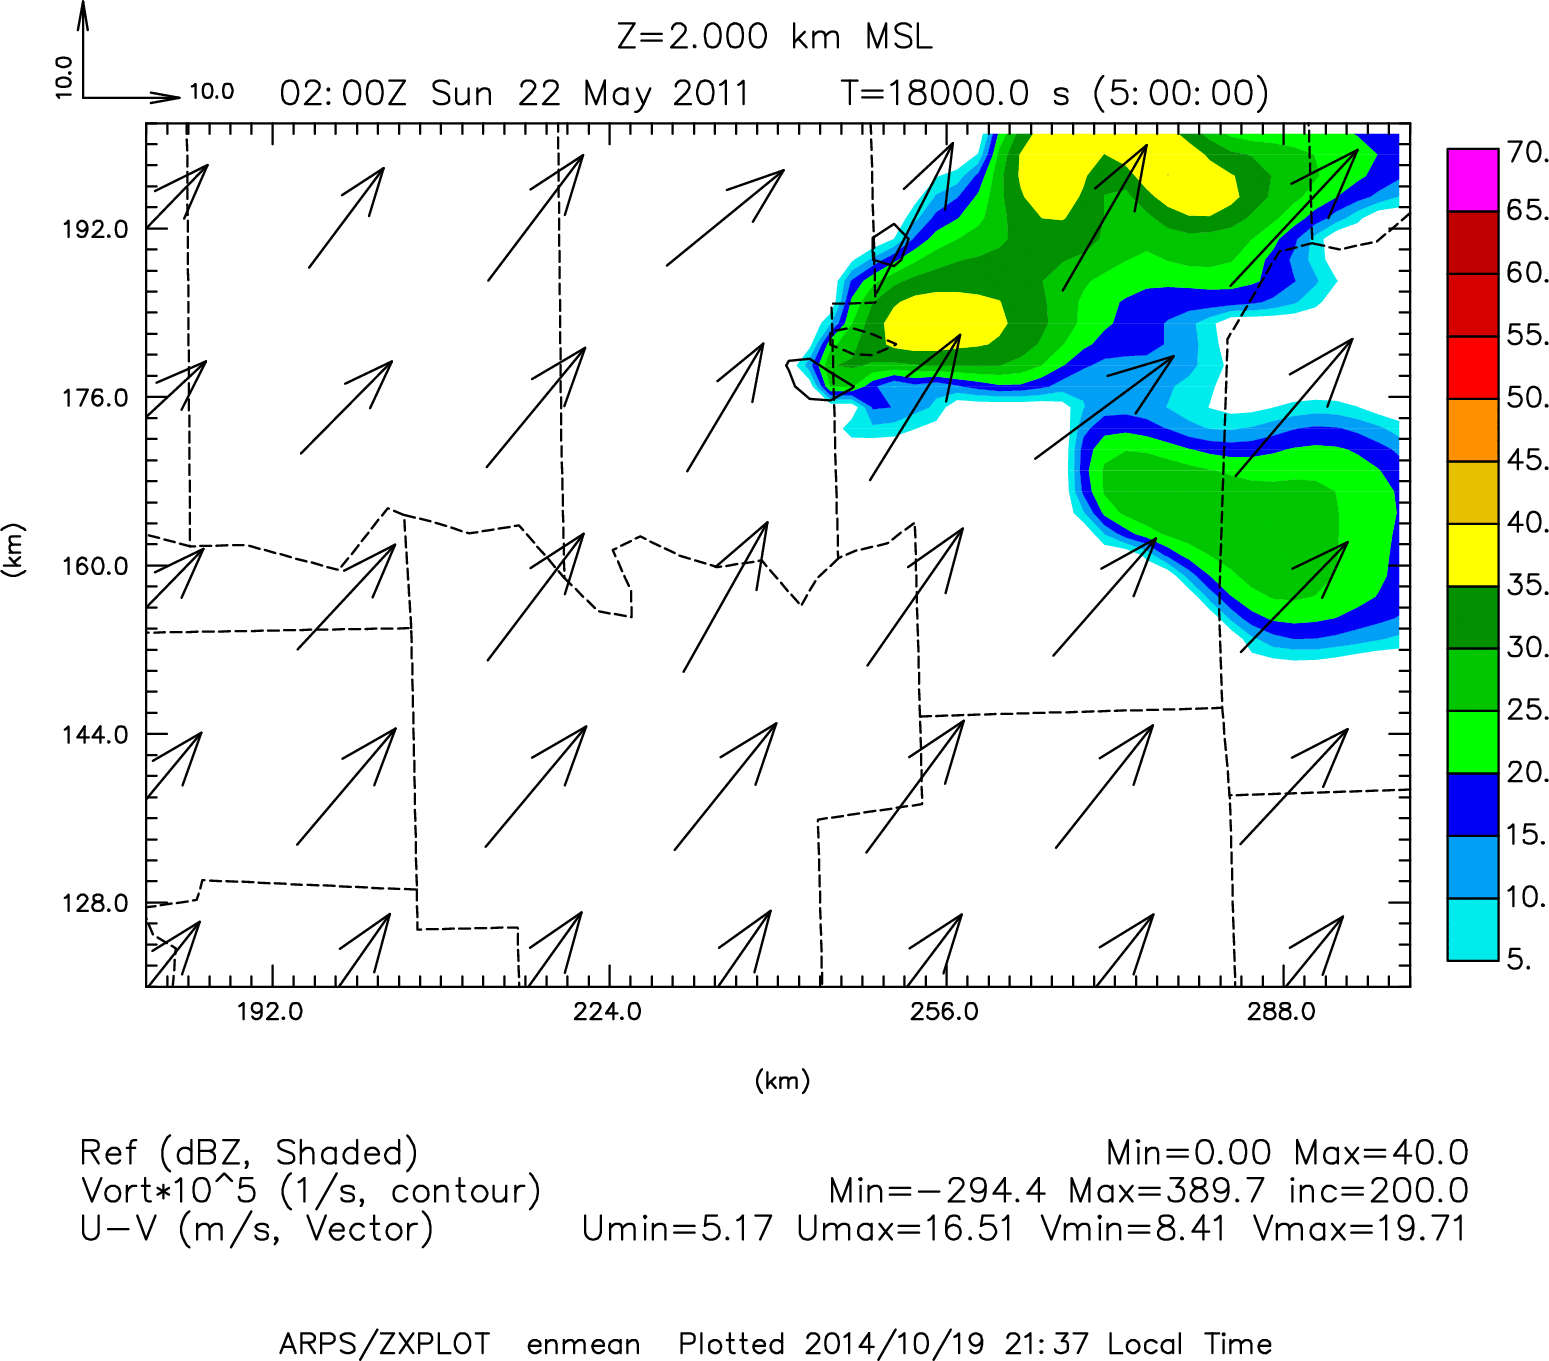 Z=2.000 km MSL
10.0
10.0
02:00Z Sun 22 May 2011 T=18000.0 s (5:00:00)
70.
65.
60.
55.
50.
45.
40.
35.
30.
25.
20.
15.
10.
5.
192.0
176.0
160.0
144.0
128.0
(km)
192.0 224.0 256.0 288.0
(km)
Ref (dBZ, Shaded) Min=0.00 Max=40.0
Vort*10^5 (1/s, contour) Min=-294.4 Max=389.7 inc=200.0
U-V (m/s, Vector) Umin=5.17 Umax=16.51 Vmin=8.41 Vmax=19.71
ARPS/ZXPLOT enmean Plotted 2014/10/19 21:37 Local Time